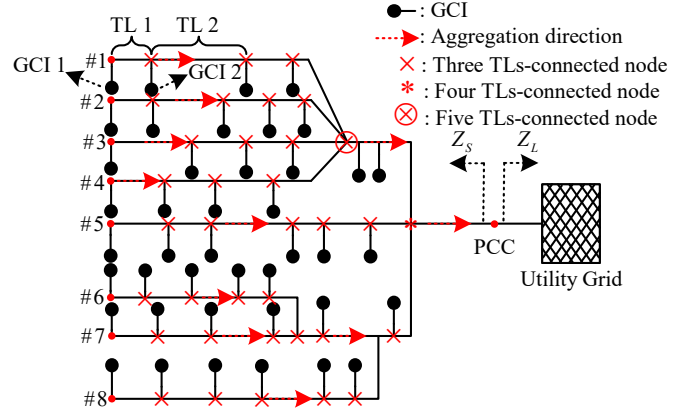 TL 1 TL 2
: GCI
: Aggregation direction
: Three TLs-connected node
: Four TLs-connected node
: Five TLs-connected node
GCI 1
GCI 2
#1
#2
#3
#4
#5
#6
#7
#8
Z_S
Z_L
PCC
Utility Grid